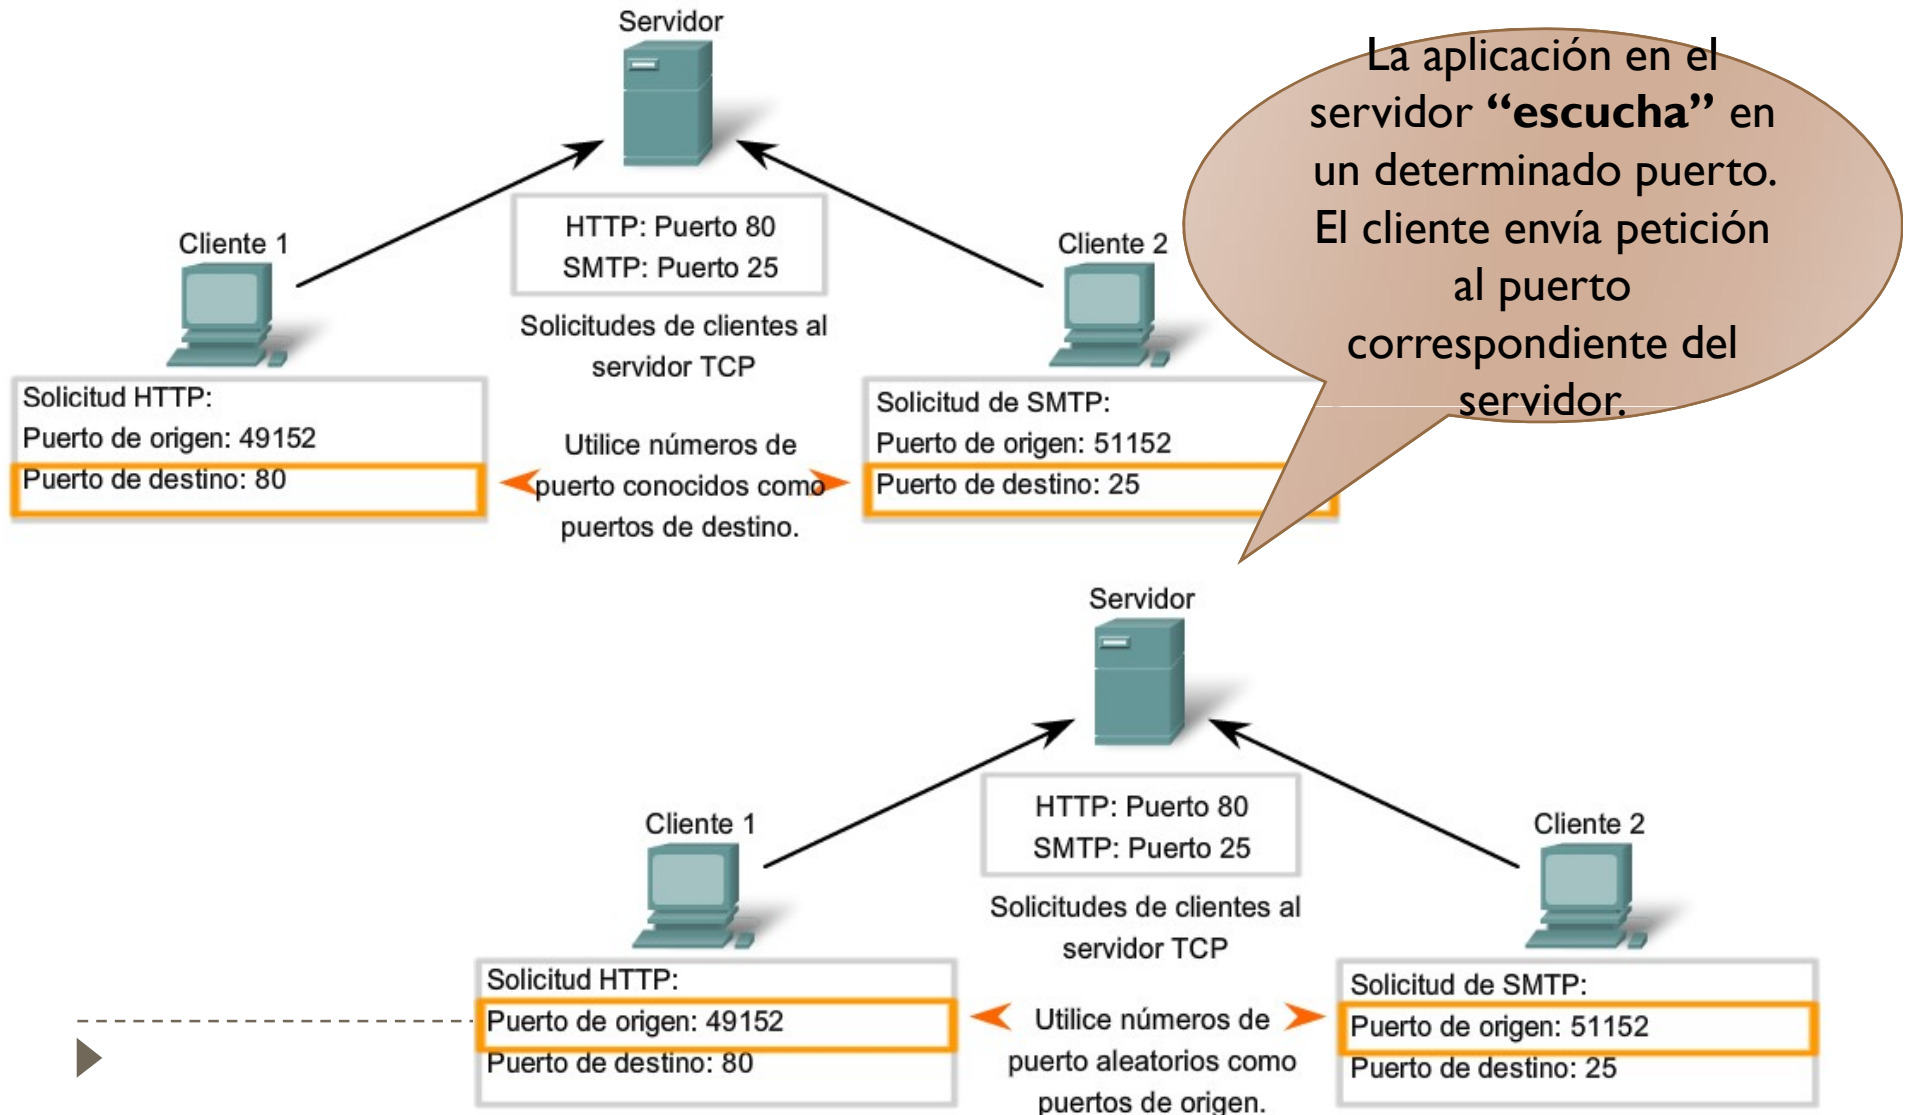 Servidor
HTTP: Puerto 80
SMTP: Puerto 25
Cliente 1
Cliente 2
Solicitudes de clientes al
servidor TCP
Solicitud HTTP:
Puerto de origen: 49152
Puerto de destino: 80
Utilice números de
puerto conocidos como
puertos de destino.
Solicitud de SMTP:
Puerto de origen: 51152
Puerto de destino: 25
La aplicación en el
servidor “escucha” en
un determinado puerto.
El cliente envía petición
al puerto
correspondiente del
servidor.
Servidor
HTTP: Puerto 80
SMTP: Puerto 25
Cliente 1
Cliente 2
Solicitudes de clientes al
servidor TCP
Solicitud HTTP:
Puerto de origen: 49152
Puerto de destino: 80
Utilice números de
puerto aleatorios como
puertos de origen.
Solicitud de SMTP:
Puerto de origen: 51152
Puerto de destino: 25